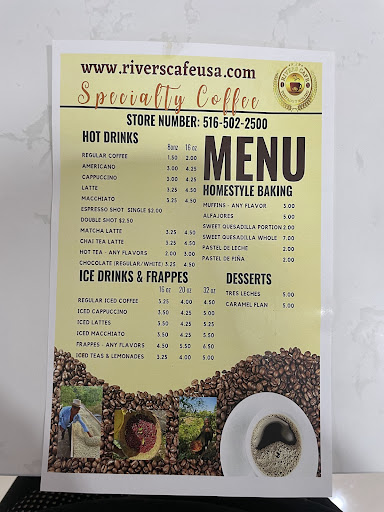 www.riverscafeusa.com
Specialty Coffee
RIVERS CAFE
STORE NUMBER: 516-502-2500
MENU
HOT DRINKS
8oz 16 oz
REGULAR COFFEE 1.50 2.00
AMERICANO 3.00 4.25
CAPPUCCINO 3.00 4.25
LATTE 3.25 4.50
MACCHIATO 3.25 4.50
ESPRESSO SHOT SINGLE $2.00
DOUBLE SHOT $2.50
MATCHA LATTE 3.25 4.50
CHAI TEA LATTE 3.25 4.50
HOT TEA - ANY FLAVORS 2.00 3.00
CHOCOLATE (REGULAR/WHITE) 3.25 4.50
HOMESTYLE BAKING
MUFFINS - ANY FLAVOR 3.00
ALFAJORES 5.00
SWEET QUESADILLA PORTION 2.00
SWEET QUESADILLA WHOLE 7.00
PASTEL DE LECHE 2.00
PASTEL DE PIÑA 2.00
ICE DRINKS & FRAPPES
16 oz 20 oz 32 oz
REGULAR ICED COFFEE 3.25 4.00 4.50
ICED CAPPUCCINO 3.50 4.25 5.00
ICED LATTES 3.50 4.25 5.00
ICED MACCHIATO 3.50 4.25 5.00
FRAPPES - ANY FLAVORS 4.50 5.50 6.50
ICED TEAS & LEMONADES 3.25 4.00 5.00
DESSERTS
TRES LECHES 5.00
CARAMEL FLAN 5.00